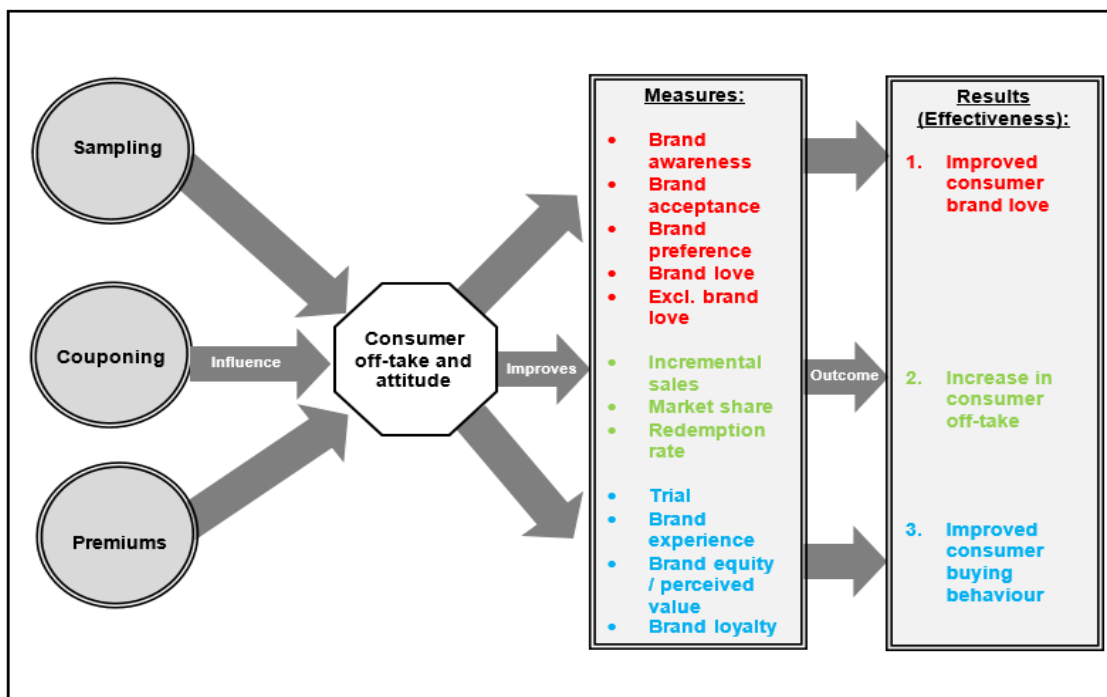 Sampling
Couponing
Premiums
Influence
Consumer
off-take and
attitude
Improves
Measures:
• Brand
awareness
• Brand
acceptance
• Brand
preference
• Brand love
• Excl. brand
love
• Incremental
sales
• Market share
• Redemption
rate
• Trial
• Brand
experience
• Brand equity
/ perceived
value
• Brand loyalty
Outcome
Results
(Effectiveness):
1. Improved
consumer
brand love
2. Increase in
consumer
off-take
3. Improved
consumer
buying
behaviour